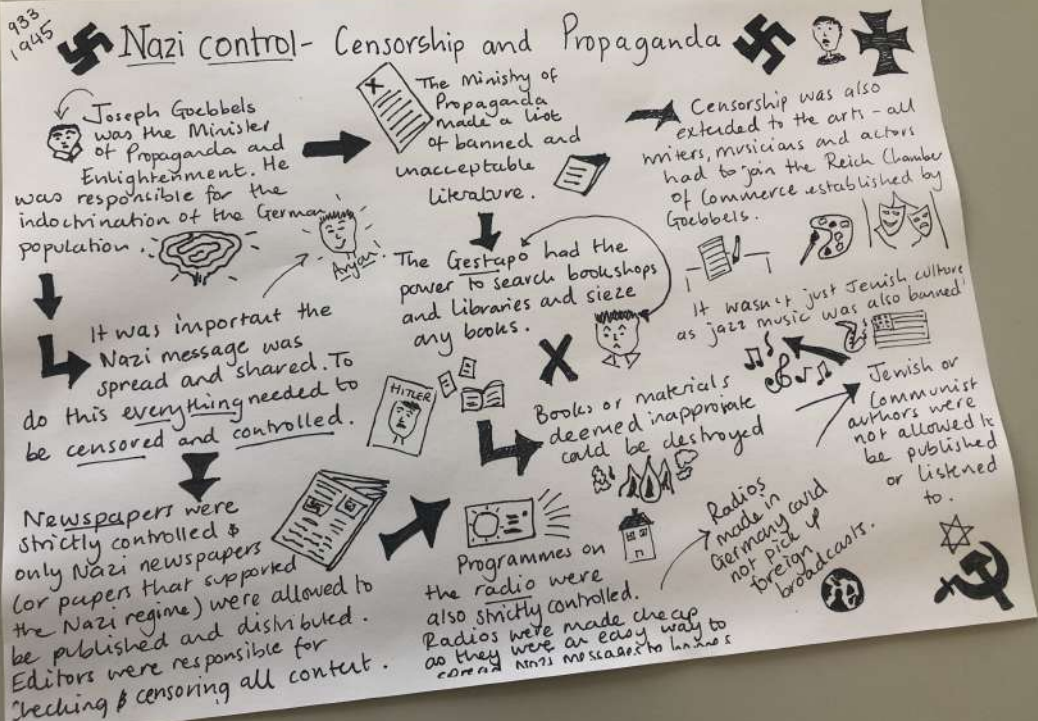 933
1945
Nazi control - Censorship and Propaganda
Joseph Goebbels
was the Minister
of Propaganda and
Enlightenment. He
was responsible for the
indoctrination of the German
population.
Aryan.
It was important the
Nazi message was
spread and shared. To
do this everything needed to
be censored and controlled.
Newspapers were
strictly controlled &
only Nazi newspapers
(or papers that supported
the Nazi regime) were allowed to
be published and distributed.
Editors were responsible for
checking & censoring all content.
The Ministry of
Propaganda
made a list
of banned and
unacceptable
literature.
The Gestapo had the
power to search bookshops
and libraries and sieze
any books.
HITLER
Books or materials
deemed inapproiate
could be destroyed
Programmes on
the radio were
also strictly controlled.
Radios were made cheap
as they were an easy way to
spread Nazi messages to
Radios
made in
Germany could
not pick up
foreign
broadcasts.
Censorship was also
extended to the arts - all
writers, musicians and actors
had to join the Reich Chamber
of Commerce established by
Goebbels.
It wasn't just Jewish culture
as jazz music was also banned
Jewish or
Communist
authors were
not allowed to
be published
or listened
to.